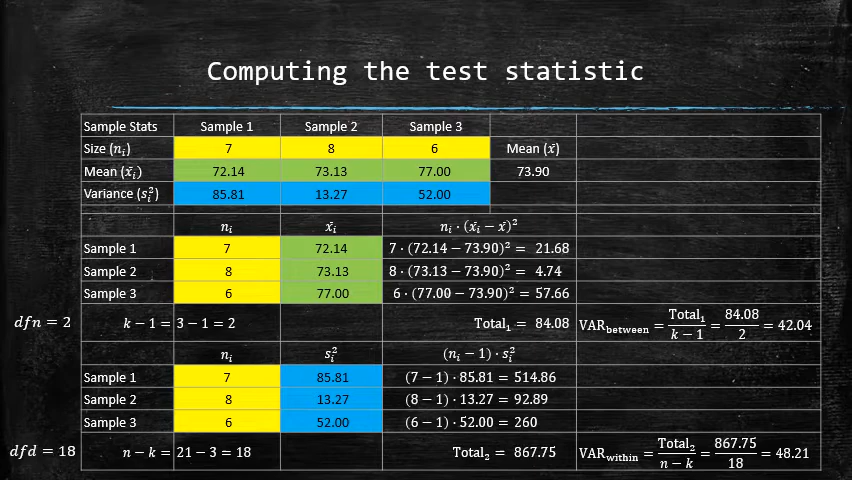 Computing the test statistic
Sample Stats Sample 1 Sample 2 Sample 3
Size (nᵢ) 7 8 6 Mean (x̄)
Mean (x̄ᵢ) 72.14 73.13 77.00 73.90
Variance (sᵢ²) 85.81 13.27 52.00
nᵢ x̄ᵢ nᵢ · (x̄ᵢ − x̄)²
Sample 1 7 72.14 7 · (72.14 − 73.90)² = 21.68
Sample 2 8 73.13 8 · (73.13 − 73.90)² = 4.74
Sample 3 6 77.00 6 · (77.00 − 73.90)² = 57.66
dfn = 2 k − 1 = 3 − 1 = 2 Total₁ = 84.08 VAR_between = Total₁/(k − 1) = 84.08/2 = 42.04
nᵢ sᵢ² (nᵢ − 1) · sᵢ²
Sample 1 7 85.81 (7 − 1) · 85.81 = 514.86
Sample 2 8 13.27 (8 − 1) · 13.27 = 92.89
Sample 3 6 52.00 (6 − 1) · 52.00 = 260
dfd = 18 n − k = 21 − 3 = 18 Total₂ = 867.75 VAR_within = Total₂/(n − k) = 867.75/18 = 48.21